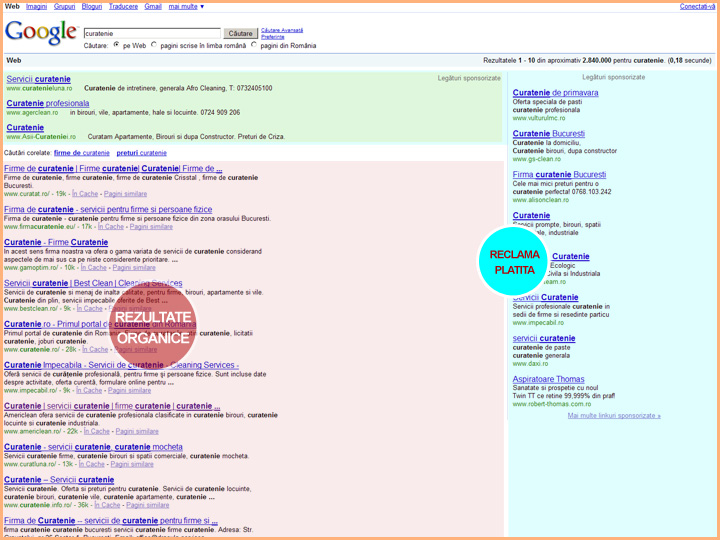 Web Imagini Grupuri Bloguri Traducere Gmail mai multe ▼
Conectati-vă
Google
curatenie
Căutare
Căutare Avansată
Preferinte
Căutare: pe Web pagini scrise în limba română pagini din România
Web
Rezultatele 1 - 10 din aproximativ 2.840.000 pentru curatenie. (0,18 secunde)
Legături sponsorizate
Servicii curatenie
www.curatenieluna.ro Curatenie de intretinere, generala Afro Cleaning, T: 0732405100
Curatenie profesionala
www.agerclean.ro in birouri, vile, apartamente, hale si locuinte. 0724 909 206
Curatenie
www.Asii-Curateniei.ro Curatam Apartamente, Birouri si dupa Constructor. Preturi de Criza.
Căutări corelate: firme de curatenie preturi curatenie
Firme de curatenie | Firme curatenie| Curatenie| Firme de ...
Firme de curatenie, firme curatenie, firme de curatenie Crisstal , firme de curatenie
Bucuresti.
www.curatat.ro/ - 19k - În Cache - Pagini similare
Firma de curatenie - servicii pentru firme si persoane fizice
Firma de curatenie - curatenie pentru firme si persoane fizice din zona orasului Bucuresti.
www.firmacuratenie.eu/ - 17k - În Cache - Pagini similare
Curatenie - Firme Curatenie
In acest sens firma noastra va ofera o gama variata de servicii de curatenie considerand
aspectele de mai sus ca pe niste considerente prioritare. ...
www.gamoptim.ro/ - 10k - În Cache - Pagini similare
Servicii curatenie | Best Clean | Cleaning Services
Servicii de curatenie si menaj de inalta calitate, pentru firme, birouri, apartamente si vile.
Curatenie din plin, servicii impecabile oferite de Best ...
www.bestclean.ro/ - 9k - În Cache - Pagini similare
Curatenie.ro - Primul portal de curatenie din Romania
Primul portal de curatenie din Romania curatenie, licitatii
curatenie, joburi curatenie.
www.curatenie.ro/ - 28k - În Cache - Pagini similare
REZULTATE
ORGANICE
Curatenie Impecabila - Servicii de curatenie - Cleaning Services -
Oferă servicii de curăţenie profesională, pentru firme şi persoane fizice. Sunt incluse date
despre activitate, oferta curentă, formulare online pentru ...
www.impecabil.ro/ - 9k - În Cache - Pagini similare
Curatenie | servicii curatenie | firme curatenie | curatenie ...
Americlean ofera servicii de curatenie profesionala clasificate in curatenie birouri, curatenie
locuinte si curatenie industriala.
www.americlean.ro/ - 22k - În Cache - Pagini similare
Curatenie - servicii curatenie, curatenie mocheta
Servicii curatenie firme, curatenie birouri si spatii comerciale, curatenie mocheta.
www.curatluna.ro/ - 13k - În Cache - Pagini similare
Curatenie – Servicii curatenie
Servicii curatenie. Oferta si preturi pentru curatenie. Servicii de curatenie locuinte,
curatenie birouri, curatenie vile, curatenie apartamente, curatenie ...
www.curatenie.info.ro/ - 36k - În Cache - Pagini similare
Firma de Curatenie -- servicii de curatenie pentru firme si ...
firma curatenie curatenie bucuresti servicii curatenie firme curatenie. Adresa: Str.
Legături sponsorizate
Curatenie de primavara
Oferta speciala de pasti
curatenie profesionala
www.vulturulmc.ro
Curatenie Bucuresti
Curatenie la domiciliu,
Curatenie birouri, dupa constructor
www.gs-clean.ro
Firma curatenie Bucuresti
Cele mai mici preturi pentru o
curatenie perfecta! 0768.103.242
www.alisonclean.ro
Curatenie
Servicii prompte, birouri, spatii
industriale
RECLAMA
PLATITA
Curatenie
Ecologic
Civila si Industriala
Servicii Curatenie
Servicii profesionale curatenie in
sedii de firme si resedinte particu
www.impecabil.ro
servicii curatenie
curatenie de paste
curatenie generala
www.daxi.ro
Aspiratoare Thomas
Sanatate si prospetiu cu noul
Twin TT ce retine 99,999% din praf!
www.robert-thomas.com.ro
Mai multe linkuri sponsorizate »